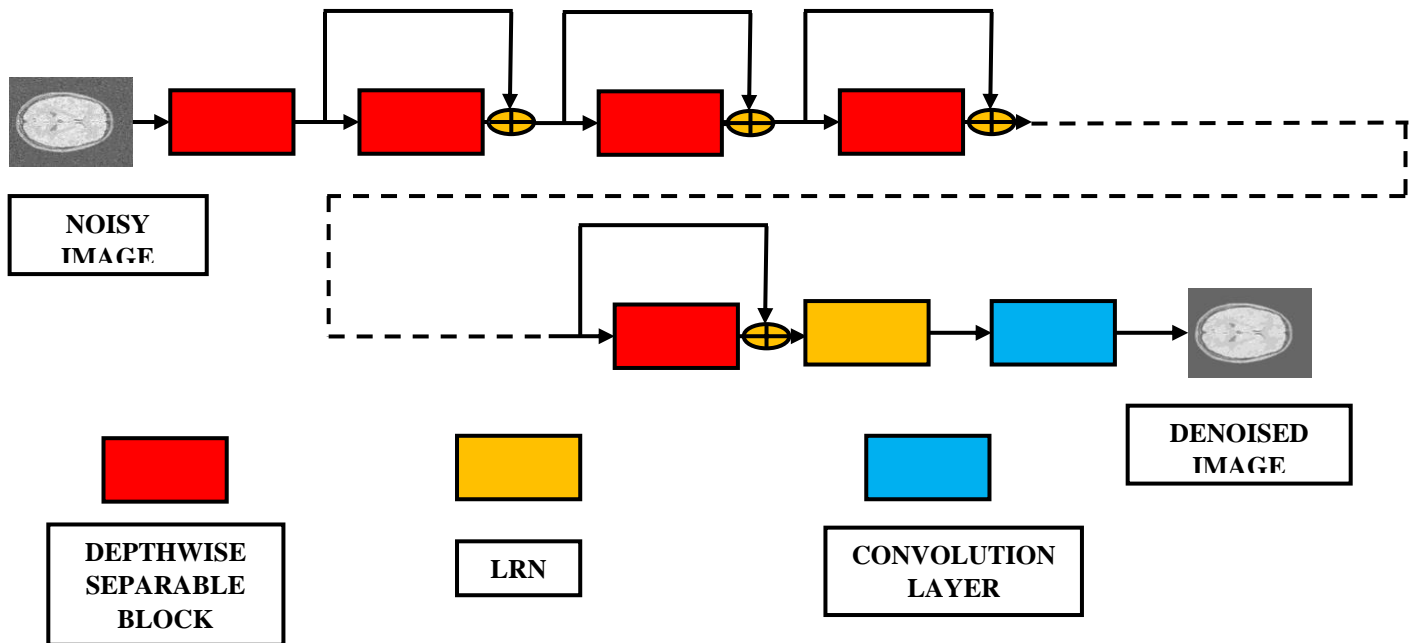 NOISY
IMAGE
DENOISED
IMAGE
DEPTHWISE
SEPARABLE
BLOCK
LRN
CONVOLUTION
LAYER